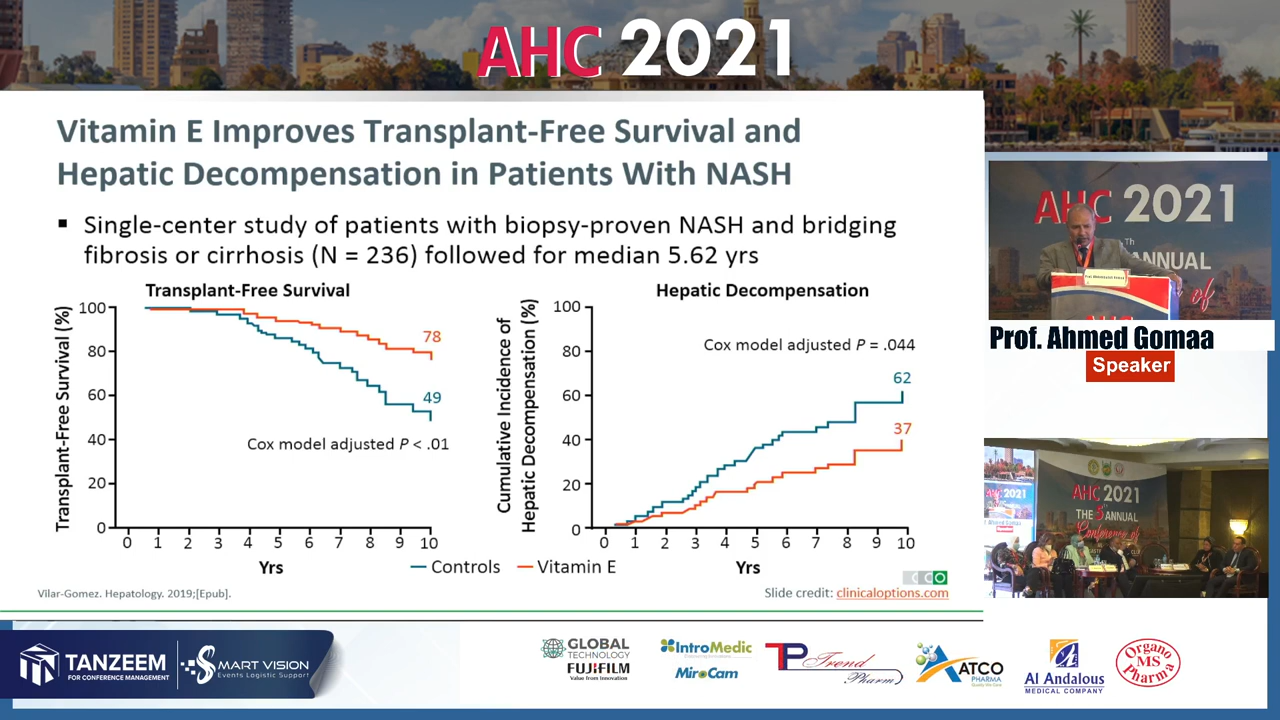 AHC 2021
Vitamin E Improves Transplant-Free Survival and
Hepatic Decompensation in Patients With NASH
▪ Single-center study of patients with biopsy-proven NASH and bridging
fibrosis or cirrhosis (N = 236) followed for median 5.62 yrs
Transplant-Free Survival
Transplant-Free Survival (%)
100
80
60
40
20
0
78
49
Cox model adjusted P < .01
0 1 2 3 4 5 6 7 8 9 10
Yrs
Hepatic Decompensation
Cumulative Incidence of
Hepatic Decompensation (%)
100
80
60
40
20
0
Cox model adjusted P = .044
62
37
0 1 2 3 4 5 6 7 8 9 10
Yrs
Controls
Vitamin E
Vilar-Gomez. Hepatology. 2019;[Epub].
CCO
Slide credit: clinicaloptions.com
AHC 2021
Th
ANNUAL
of
Prof. Ahmed Gomaa
Speaker
AHC 2021
AHC 2021
THE 5 ANNUAL
Conference of
TANZEEM
FOR CONFERENCE MANAGEMENT
SMART VISION
Events Logistic Support
GLOBAL
TECHNOLOGY
FUJIFILM
Value from Innovation
IntroMedic
MiroCam
TP Trend
Pharm
ATCO
PHARMA
Al Andalous
MEDICAL COMPANY
Organo
MS
Pharma